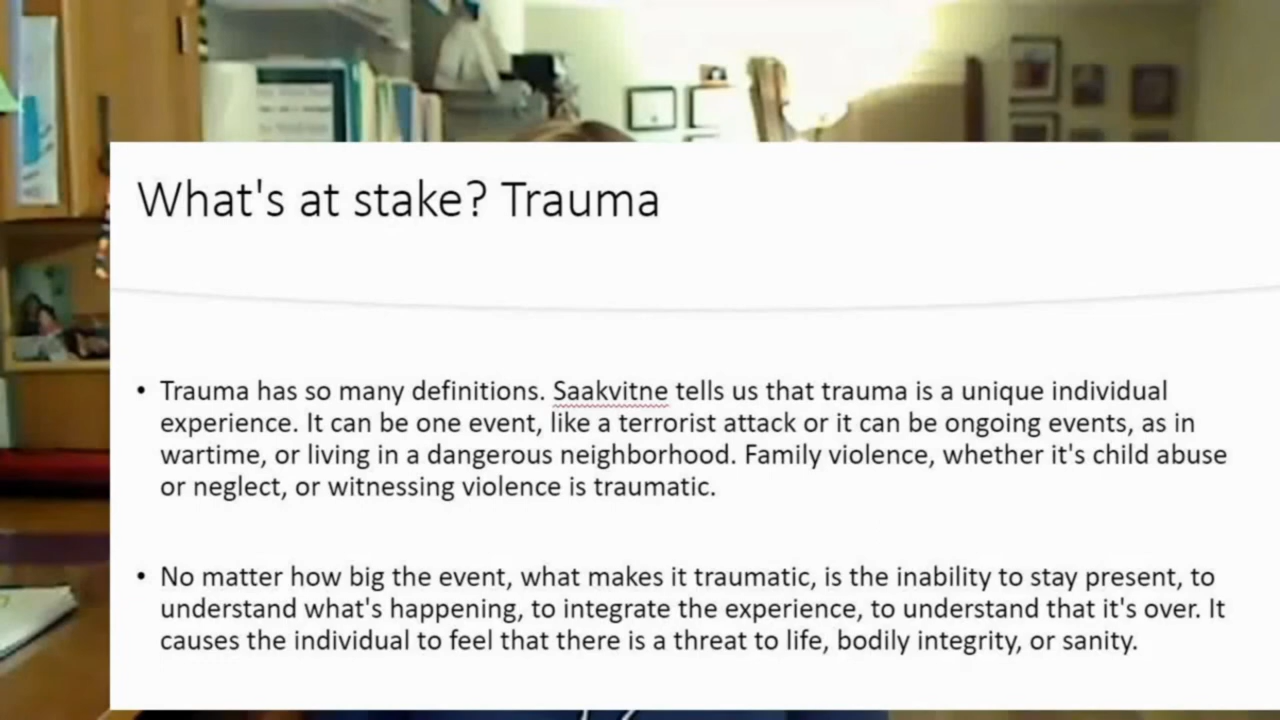 What's at stake? Trauma
• Trauma has so many definitions. Saakvitne tells us that trauma is a unique individual
experience. It can be one event, like a terrorist attack or it can be ongoing events, as in
wartime, or living in a dangerous neighborhood. Family violence, whether it's child abuse
or neglect, or witnessing violence is traumatic.
• No matter how big the event, what makes it traumatic, is the inability to stay present, to
understand what's happening, to integrate the experience, to understand that it's over. It
causes the individual to feel that there is a threat to life, bodily integrity, or sanity.